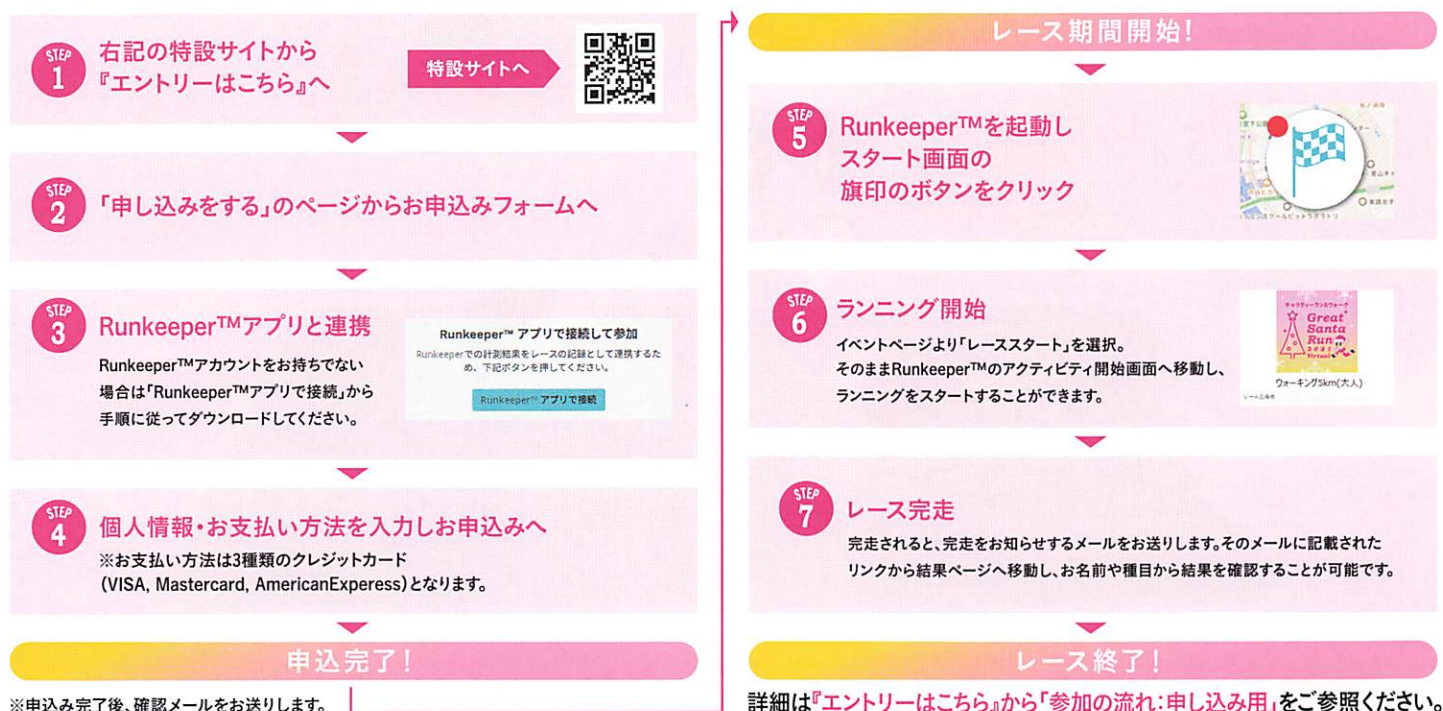 STEP 1
右記の特設サイトから
『エントリーはこちら』へ
特設サイトへ
STEP 2
「申し込みをする」のページからお申込みフォームへ
STEP 3
Runkeeper™アプリと連携
Runkeeper™アカウントをお持ちでない
場合は「Runkeeper™アプリで接続」から
手順に従ってダウンロードしてください。
Runkeeper™ アプリで接続して参加
Runkeeperでの計測結果をレースの記録として連携するた
め、下記ボタンを押してください。
Runkeeper™ アプリで接続
STEP 4
個人情報・お支払い方法を入力しお申込みへ
※お支払い方法は3種類のクレジットカード
（VISA, Mastercard, AmericanExperess）となります。
申込完了！
※申込み完了後、確認メールをお送りします。
レース期間開始！
STEP 5
Runkeeper™を起動し
スタート画面の
旗印のボタンをクリック
STEP 6
ランニング開始
イベントページより「レーススタート」を選択。
そのままRunkeeper™のアクティビティ開始画面へ移動し、
ランニングをスタートすることができます。
チャリティーラン&ウォーク
Great
Santa
Run
2021
Virtual
ウォーキング5km(大人)
STEP 7
レース完走
完走されると、完走をお知らせするメールをお送りします。そのメールに記載された
リンクから結果ページへ移動し、お名前や種目から結果を確認することが可能です。
レース終了！
詳細は『エントリーはこちら』から「参加の流れ：申し込み用」をご参照ください。